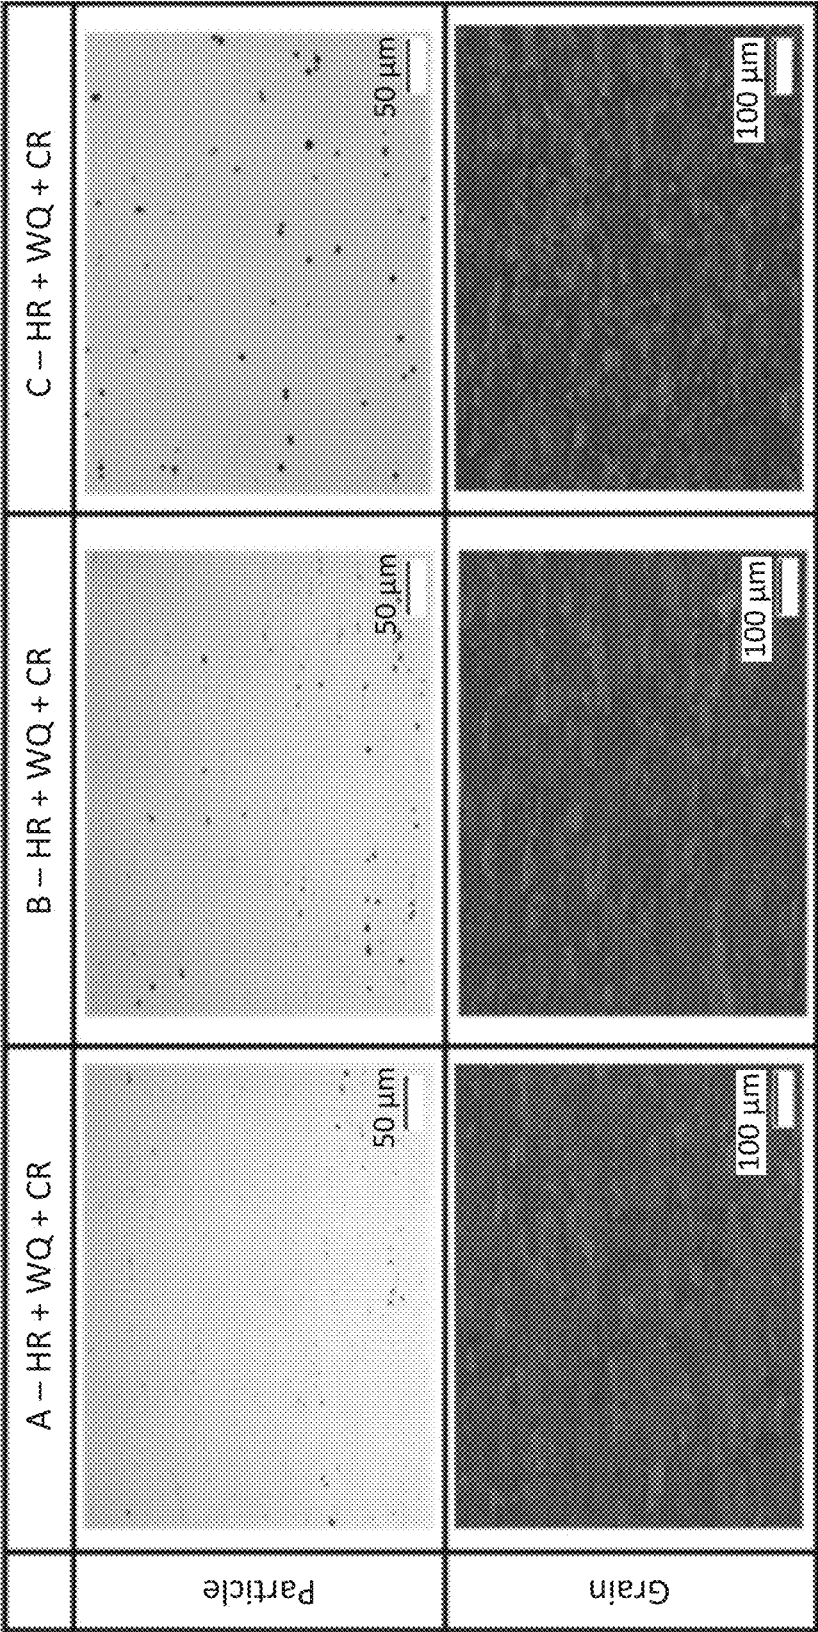 A – HR + WQ + CR
B – HR + WQ + CR
C – HR + WQ + CR
Particle
50 µm
50 µm
50 µm
Grain
100 µm
100 µm
100 µm